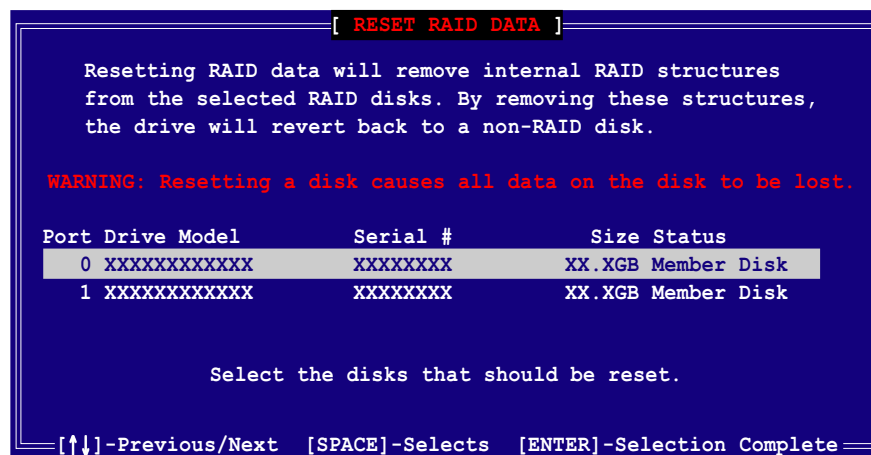 [ RESET RAID DATA ]
Resetting RAID data will remove internal RAID structures
from the selected RAID disks. By removing these structures,
the drive will revert back to a non-RAID disk.
WARNING: Resetting a disk causes all data on the disk to be lost.
Port Drive Model Serial # Size Status
0 XXXXXXXXXXXX XXXXXXXX XX.XGB Member Disk
1 XXXXXXXXXXXX XXXXXXXX XX.XGB Member Disk
Select the disks that should be reset.
[↑↓]-Previous/Next [SPACE]-Selects [ENTER]-Selection Complete